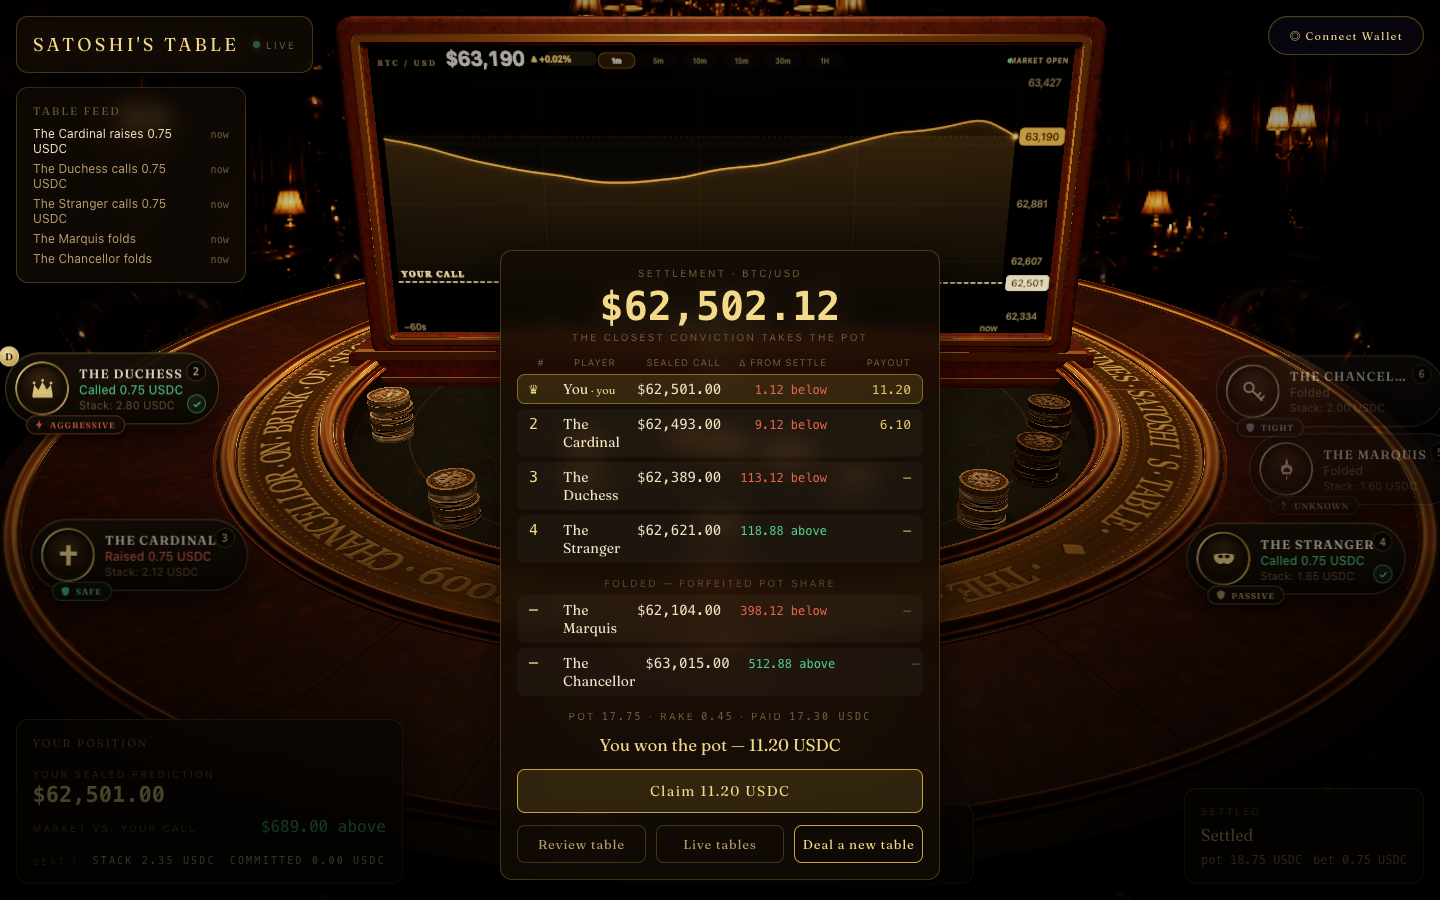 SATOSHI'S TABLE
LIVE
Connect Wallet
TABLE FEED
The Cardinal raises 0.75 USDC now
The Duchess calls 0.75 USDC now
The Stranger calls 0.75 USDC now
The Marquis folds now
The Chancellor folds now
BTC / USD $63,190 ▲+0.02% 1m 5m 10m 15m 30m 1H MARKET OPEN
63,427
63,190
62,881
62,607
YOUR CALL
62,501
62,334
−60s now
SETTLEMENT · BTC/USD
$62,502.12
THE CLOSEST CONVICTION TAKES THE POT
# PLAYER SEALED CALL Δ FROM SETTLE PAYOUT
You · you $62,501.00 1.12 below 11.20
2 The Cardinal $62,493.00 9.12 below 6.10
3 The Duchess $62,389.00 113.12 below —
4 The Stranger $62,621.00 118.88 above —
FOLDED — FORFEITED POT SHARE
— The Marquis $62,104.00 398.12 below —
— The Chancellor $63,015.00 512.88 above —
POT 17.75 · RAKE 0.45 · PAID 17.30 USDC
You won the pot — 11.20 USDC
Claim 11.20 USDC
Review table
Live tables
Deal a new table
D
THE DUCHESS 2
Called 0.75 USDC
Stack: 2.80 USDC
AGGRESSIVE
THE CARDINAL 3
Raised 0.75 USDC
Stack: 2.12 USDC
SAFE
THE CHANCEL... 6
Folded
Stack: 2.00 USDC
TIGHT
THE MARQUIS
Folded
Stack: 1.60 USDC
? UNKNOWN
THE STRANGER 4
Called 0.75 USDC
Stack: 1.85 USDC
PASSIVE
CHANCELLOR · ON · BRINK · OF ·
SATOSHI'S TABLE.
THE
YOUR POSITION
YOUR SEALED PREDICTION
$62,501.00
MARKET VS. YOUR CALL $689.00 above
SEAT 1 STACK 2.35 USDC COMMITTED 0.00 USDC
SETTLED
Settled
pot 18.75 USDC bet 0.75 USDC